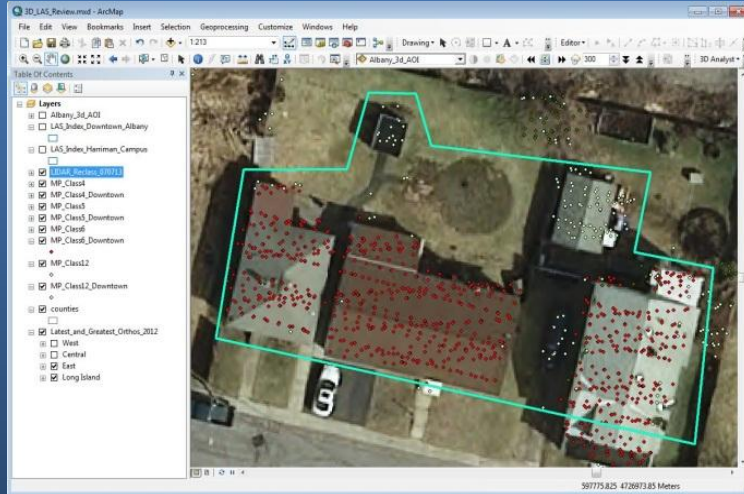 3D_LAS_Review.mxd - ArcMap
File Edit View Bookmarks Insert Selection Geoprocessing Customize Windows Help
1:213
Drawing
Editor
Albany_3d_AOI
300
3D Analyst
Table Of Contents
Layers
Albany_3d_AOI
LAS_Index_Downtown_Albany
LAS_Index_Harriman_Campus
LIDAR_Reclass_070713
MP_Class4
MP_Class4_Downtown
MP_Class5
MP_Class5_Downtown
MP_Class6
MP_Class6_Downtown
MP_Class12
MP_Class12_Downtown
counties
Latest_and_Greatest_Orthos_2012
West
Central
East
Long Island
597775.825 4726973.85 Meters